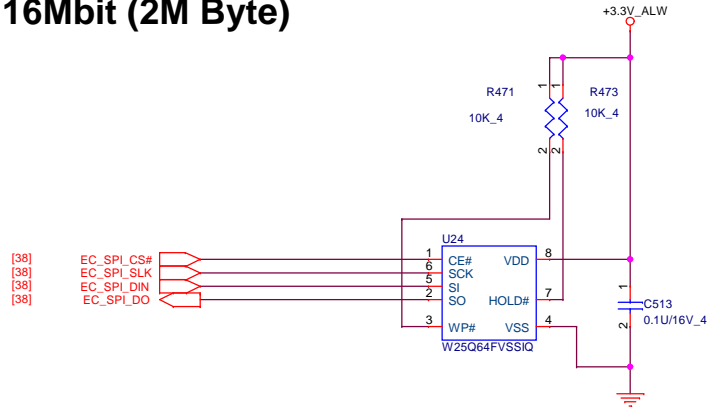 16Mbit (2M Byte)
+3.3V_ALW
R471
10K_4
1
2
1
2
R473
10K_4
[38] EC_SPI_CS#
[38] EC_SPI_SLK
[38] EC_SPI_DIN
[38] EC_SPI_DO
U24
1 CE# VDD 8
6 SCK
5 SI
2 SO HOLD# 7
3 WP# VSS 4
W25Q64FVSSIQ
1
C513
2
0.1U/16V_4